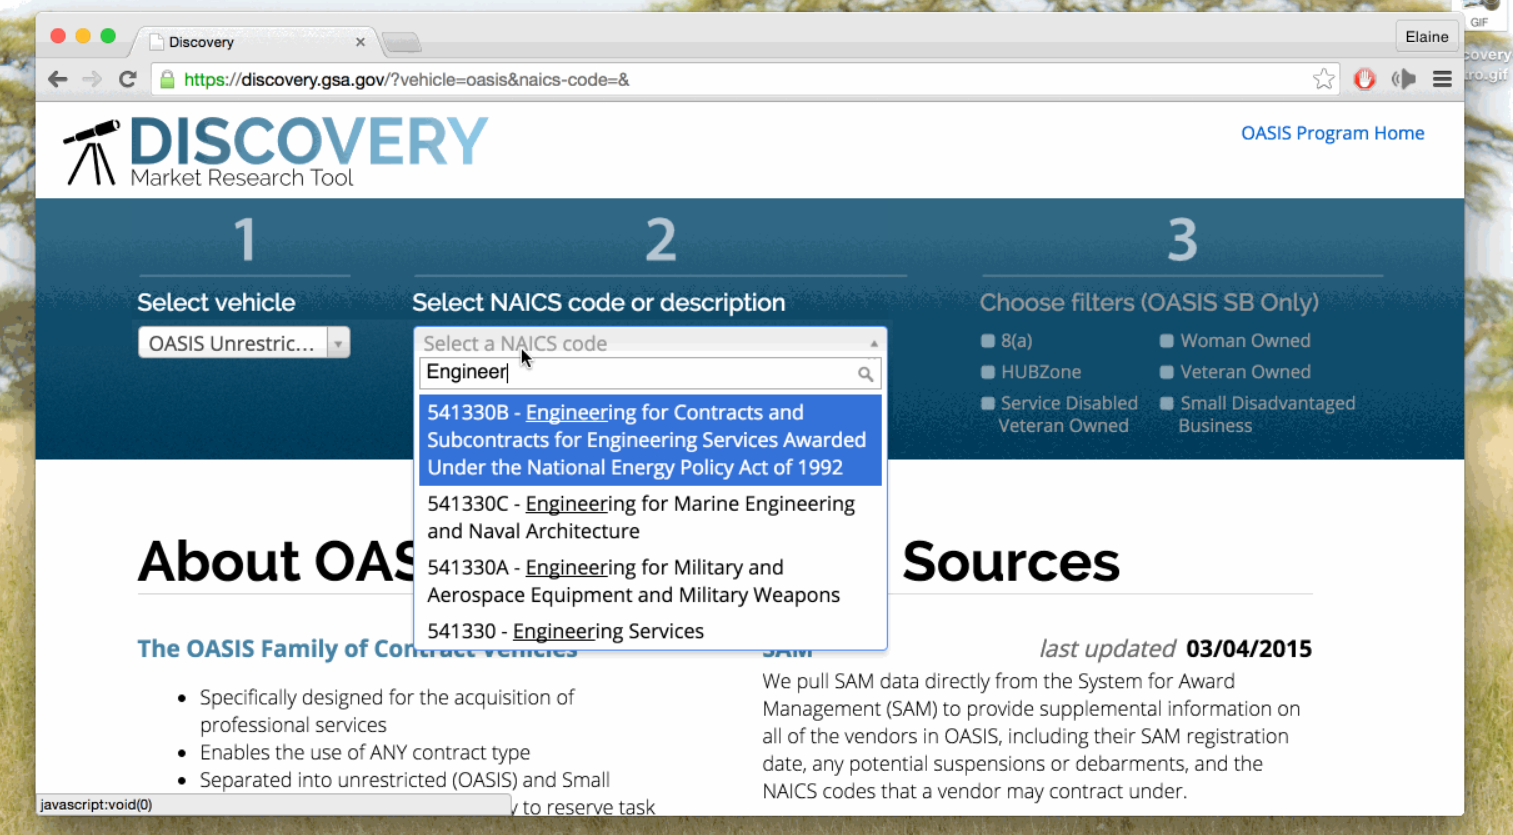 GIF
Discovery
Elaine
overy
tro.gif
https://discovery.gsa.gov/?vehicle=oasis&naics-code=&
DISCOVERY
Market Research Tool
OASIS Program Home
1
2
3
Select vehicle
Select NAICS code or description
Choose filters (OASIS SB Only)
OASIS Unrestric...
Select a NAICS code
8(a)
Woman Owned
Engineer
HUBZone
Veteran Owned
Service Disabled
Veteran Owned
Small Disadvantaged
Business
541330B - Engineering for Contracts and
Subcontracts for Engineering Services Awarded
Under the National Energy Policy Act of 1992
541330C - Engineering for Marine Engineering
and Naval Architecture
541330A - Engineering for Military and
Aerospace Equipment and Military Weapons
541330 - Engineering Services
About OAS
Sources
The OASIS Family of Contract Vehicles
SAM
last updated 03/04/2015
Specifically designed for the acquisition of
professional services
Enables the use of ANY contract type
Separated into unrestricted (OASIS) and Small
y to reserve task
We pull SAM data directly from the System for Award
Management (SAM) to provide supplemental information on
all of the vendors in OASIS, including their SAM registration
date, any potential suspensions or debarments, and the
NAICS codes that a vendor may contract under.
javascript:void(0)